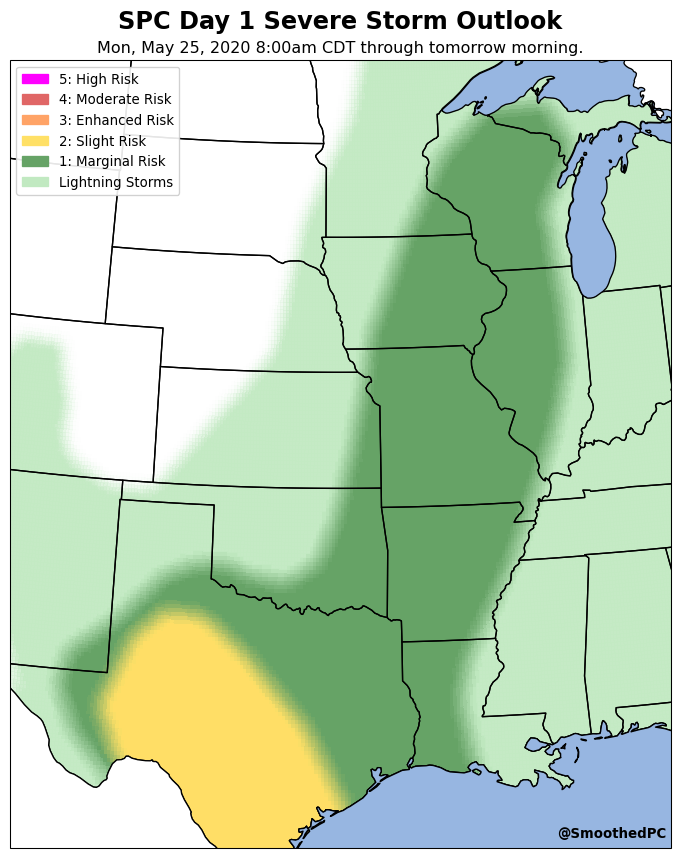 SPC Day 1 Severe Storm Outlook
Mon, May 25, 2020 8:00am CDT through tomorrow morning.
5: High Risk
4: Moderate Risk
3: Enhanced Risk
2: Slight Risk
1: Marginal Risk
Lightning Storms
@SmoothedPC